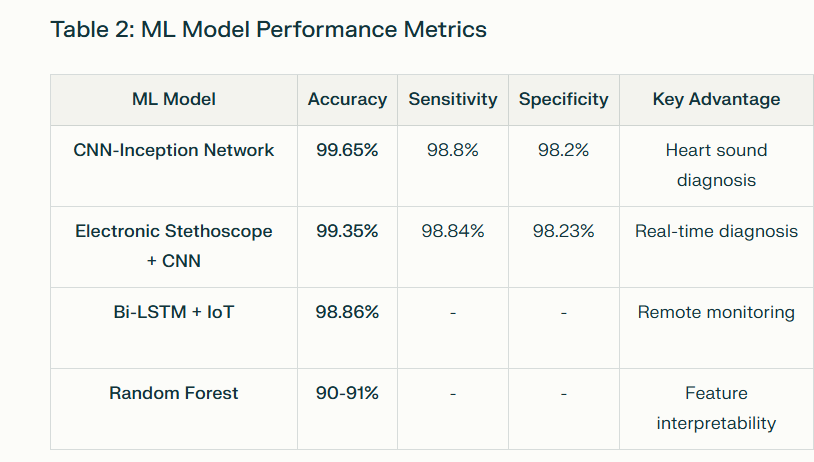 Table 2: ML Model Performance Metrics
ML Model Accuracy Sensitivity Specificity Key Advantage
CNN-Inception Network 99.65% 98.8% 98.2% Heart sound
diagnosis
Electronic Stethoscope 99.35% 98.84% 98.23% Real-time diagnosis
+ CNN
Bi-LSTM + IoT 98.86% - - Remote monitoring
Random Forest 90-91% - - Feature
interpretability